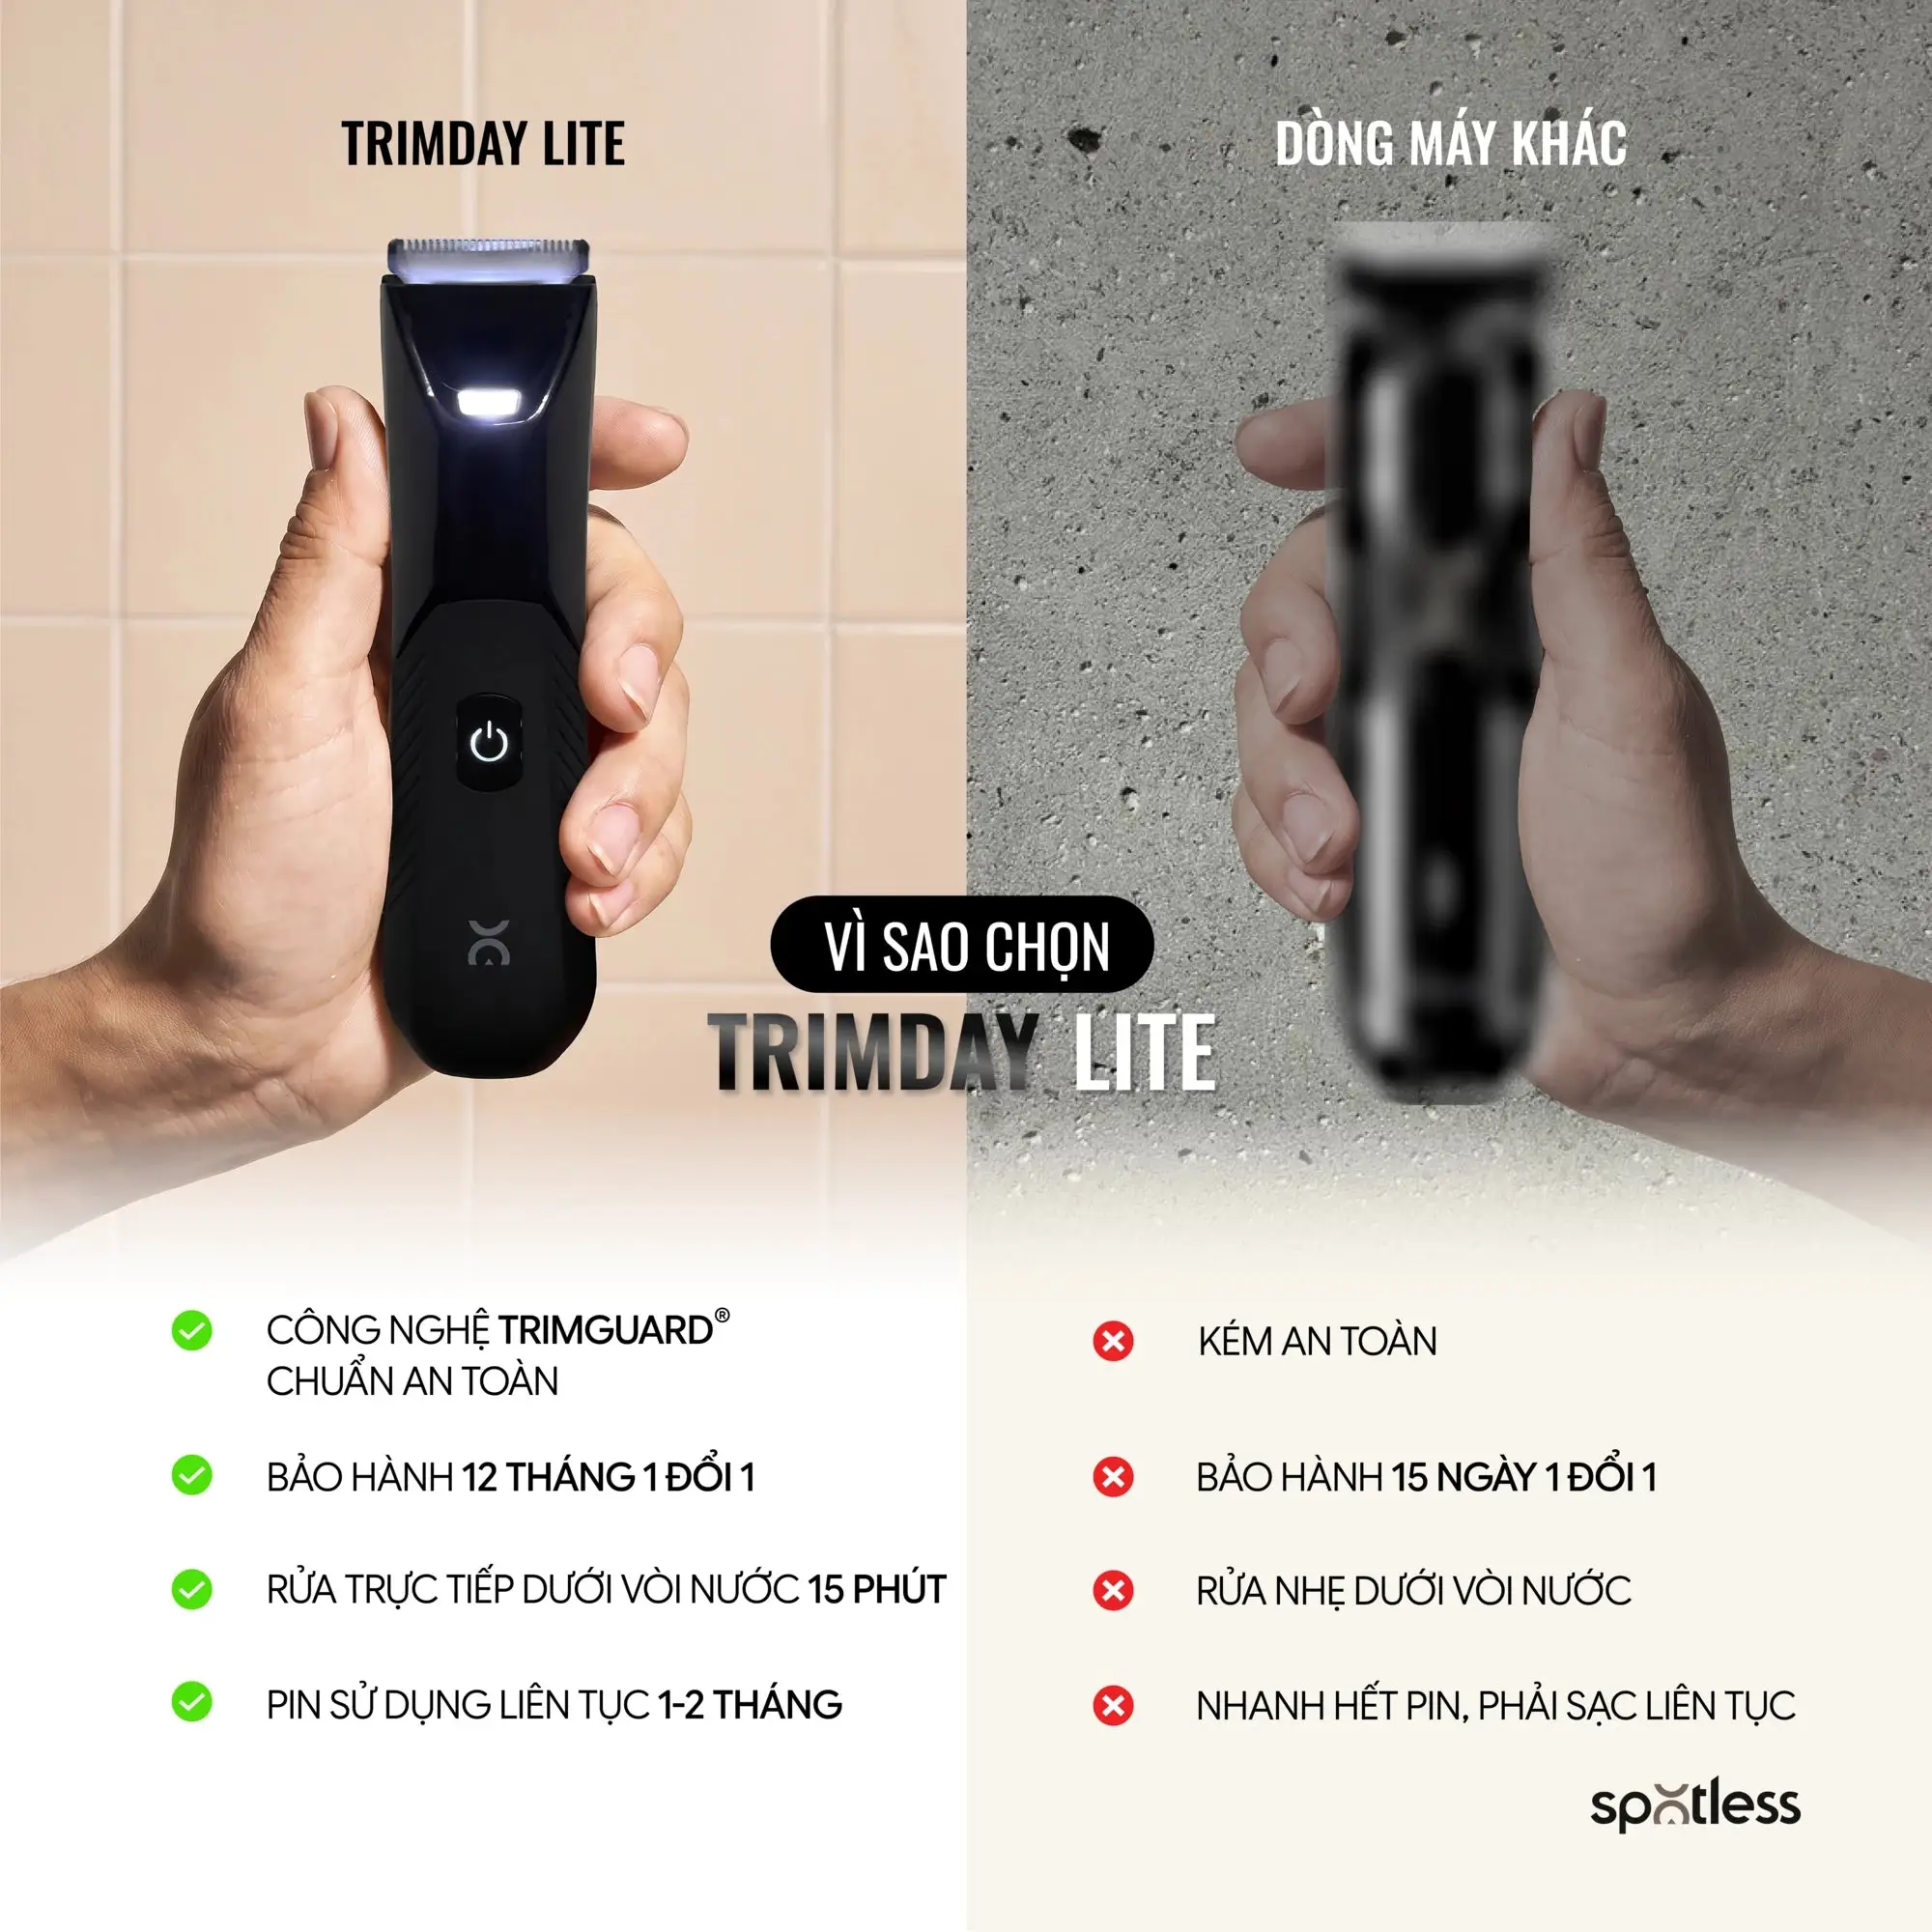 TRIMDAY LITE
DÒNG MÁY KHÁC
VÌ SAO CHỌN
TRIMDAY LITE
CÔNG NGHỆ TRIMGUARD®
CHUẨN AN TOÀN
BẢO HÀNH 12 THÁNG 1 ĐỔI 1
RỬA TRỰC TIẾP DƯỚI VÒI NƯỚC 15 PHÚT
PIN SỬ DỤNG LIÊN TỤC 1-2 THÁNG
KÉM AN TOÀN
BẢO HÀNH 15 NGÀY 1 ĐỔI 1
RỬA NHẸ DƯỚI VÒI NƯỚC
NHANH HẾT PIN, PHẢI SẠC LIÊN TỤC
spotless